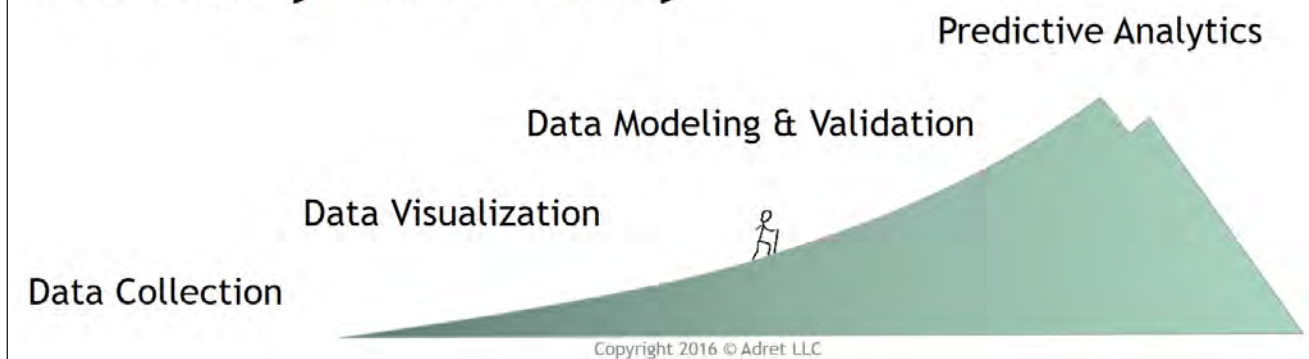 Predictive Analytics
Data Modeling & Validation
Data Visualization
Data Collection
Copyright 2016 © Adret LLC